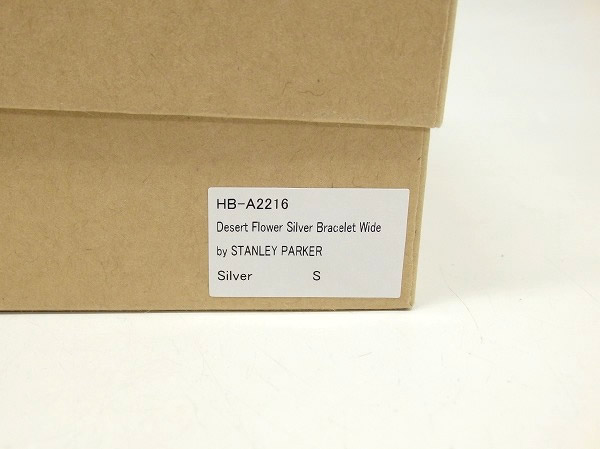 HB-A2216
Desert Flower Silver Bracelet Wide
by STANLEY PARKER
Silver S